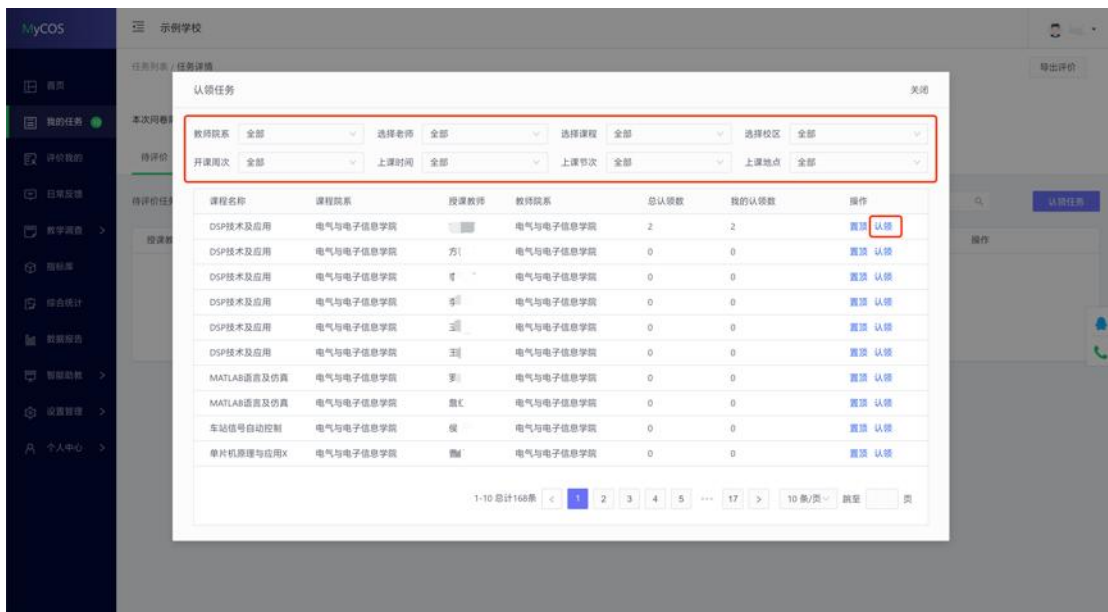 MyCOS
示例学校
任务列表 / 任务详情
导出评价
首页
我的任务
评价我的
日常反馈
教学调查
指标库
综合统计
数据报告
智能助教
设置管理
个人中心
本次问卷
待评价
待评价任务
认领任务
授课教
操作
认领任务 关闭
教师院系 全部 选择老师 全部 选择课程 全部 选择校区 全部
开课周次 全部 上课时间 全部 上课节次 全部 上课地点 全部
课程名称 课程院系 授课教师 教师院系 总认领数 我的认领数 操作
DSP技术及应用 电气与电子信息学院 电气与电子信息学院 2 2 置顶 认领
DSP技术及应用 电气与电子信息学院 方 电气与电子信息学院 0 0 置顶 认领
DSP技术及应用 电气与电子信息学院 电气与电子信息学院 0 0 置顶 认领
DSP技术及应用 电气与电子信息学院 电气与电子信息学院 0 0 置顶 认领
DSP技术及应用 电气与电子信息学院 电气与电子信息学院 0 0 置顶 认领
DSP技术及应用 电气与电子信息学院 电气与电子信息学院 0 0 置顶 认领
MATLAB语言及仿真 电气与电子信息学院 电气与电子信息学院 0 0 置顶 认领
MATLAB语言及仿真 电气与电子信息学院 电气与电子信息学院 0 0 置顶 认领
车站信号自动控制 电气与电子信息学院 侯 电气与电子信息学院 0 0 置顶 认领
单片机原理与应用X 电气与电子信息学院 电气与电子信息学院 0 0 置顶 认领
1-10 总计168条 < 1 2 3 4 5 ··· 17 > 10 条/页 跳至 页